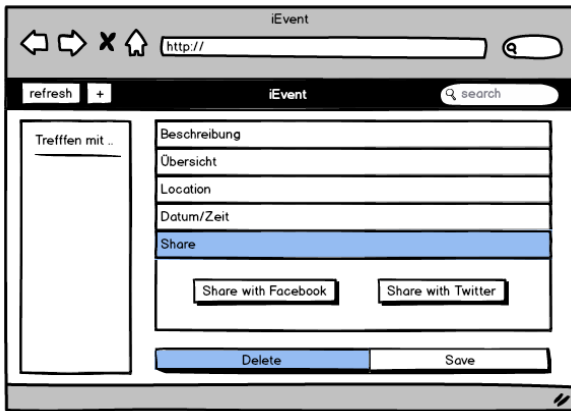 iEvent
http://
refresh + iEvent search
Trefffen mit ..
Beschreibung
Übersicht
Location
Datum/Zeit
Share
Share with Facebook Share with Twitter
Delete Save